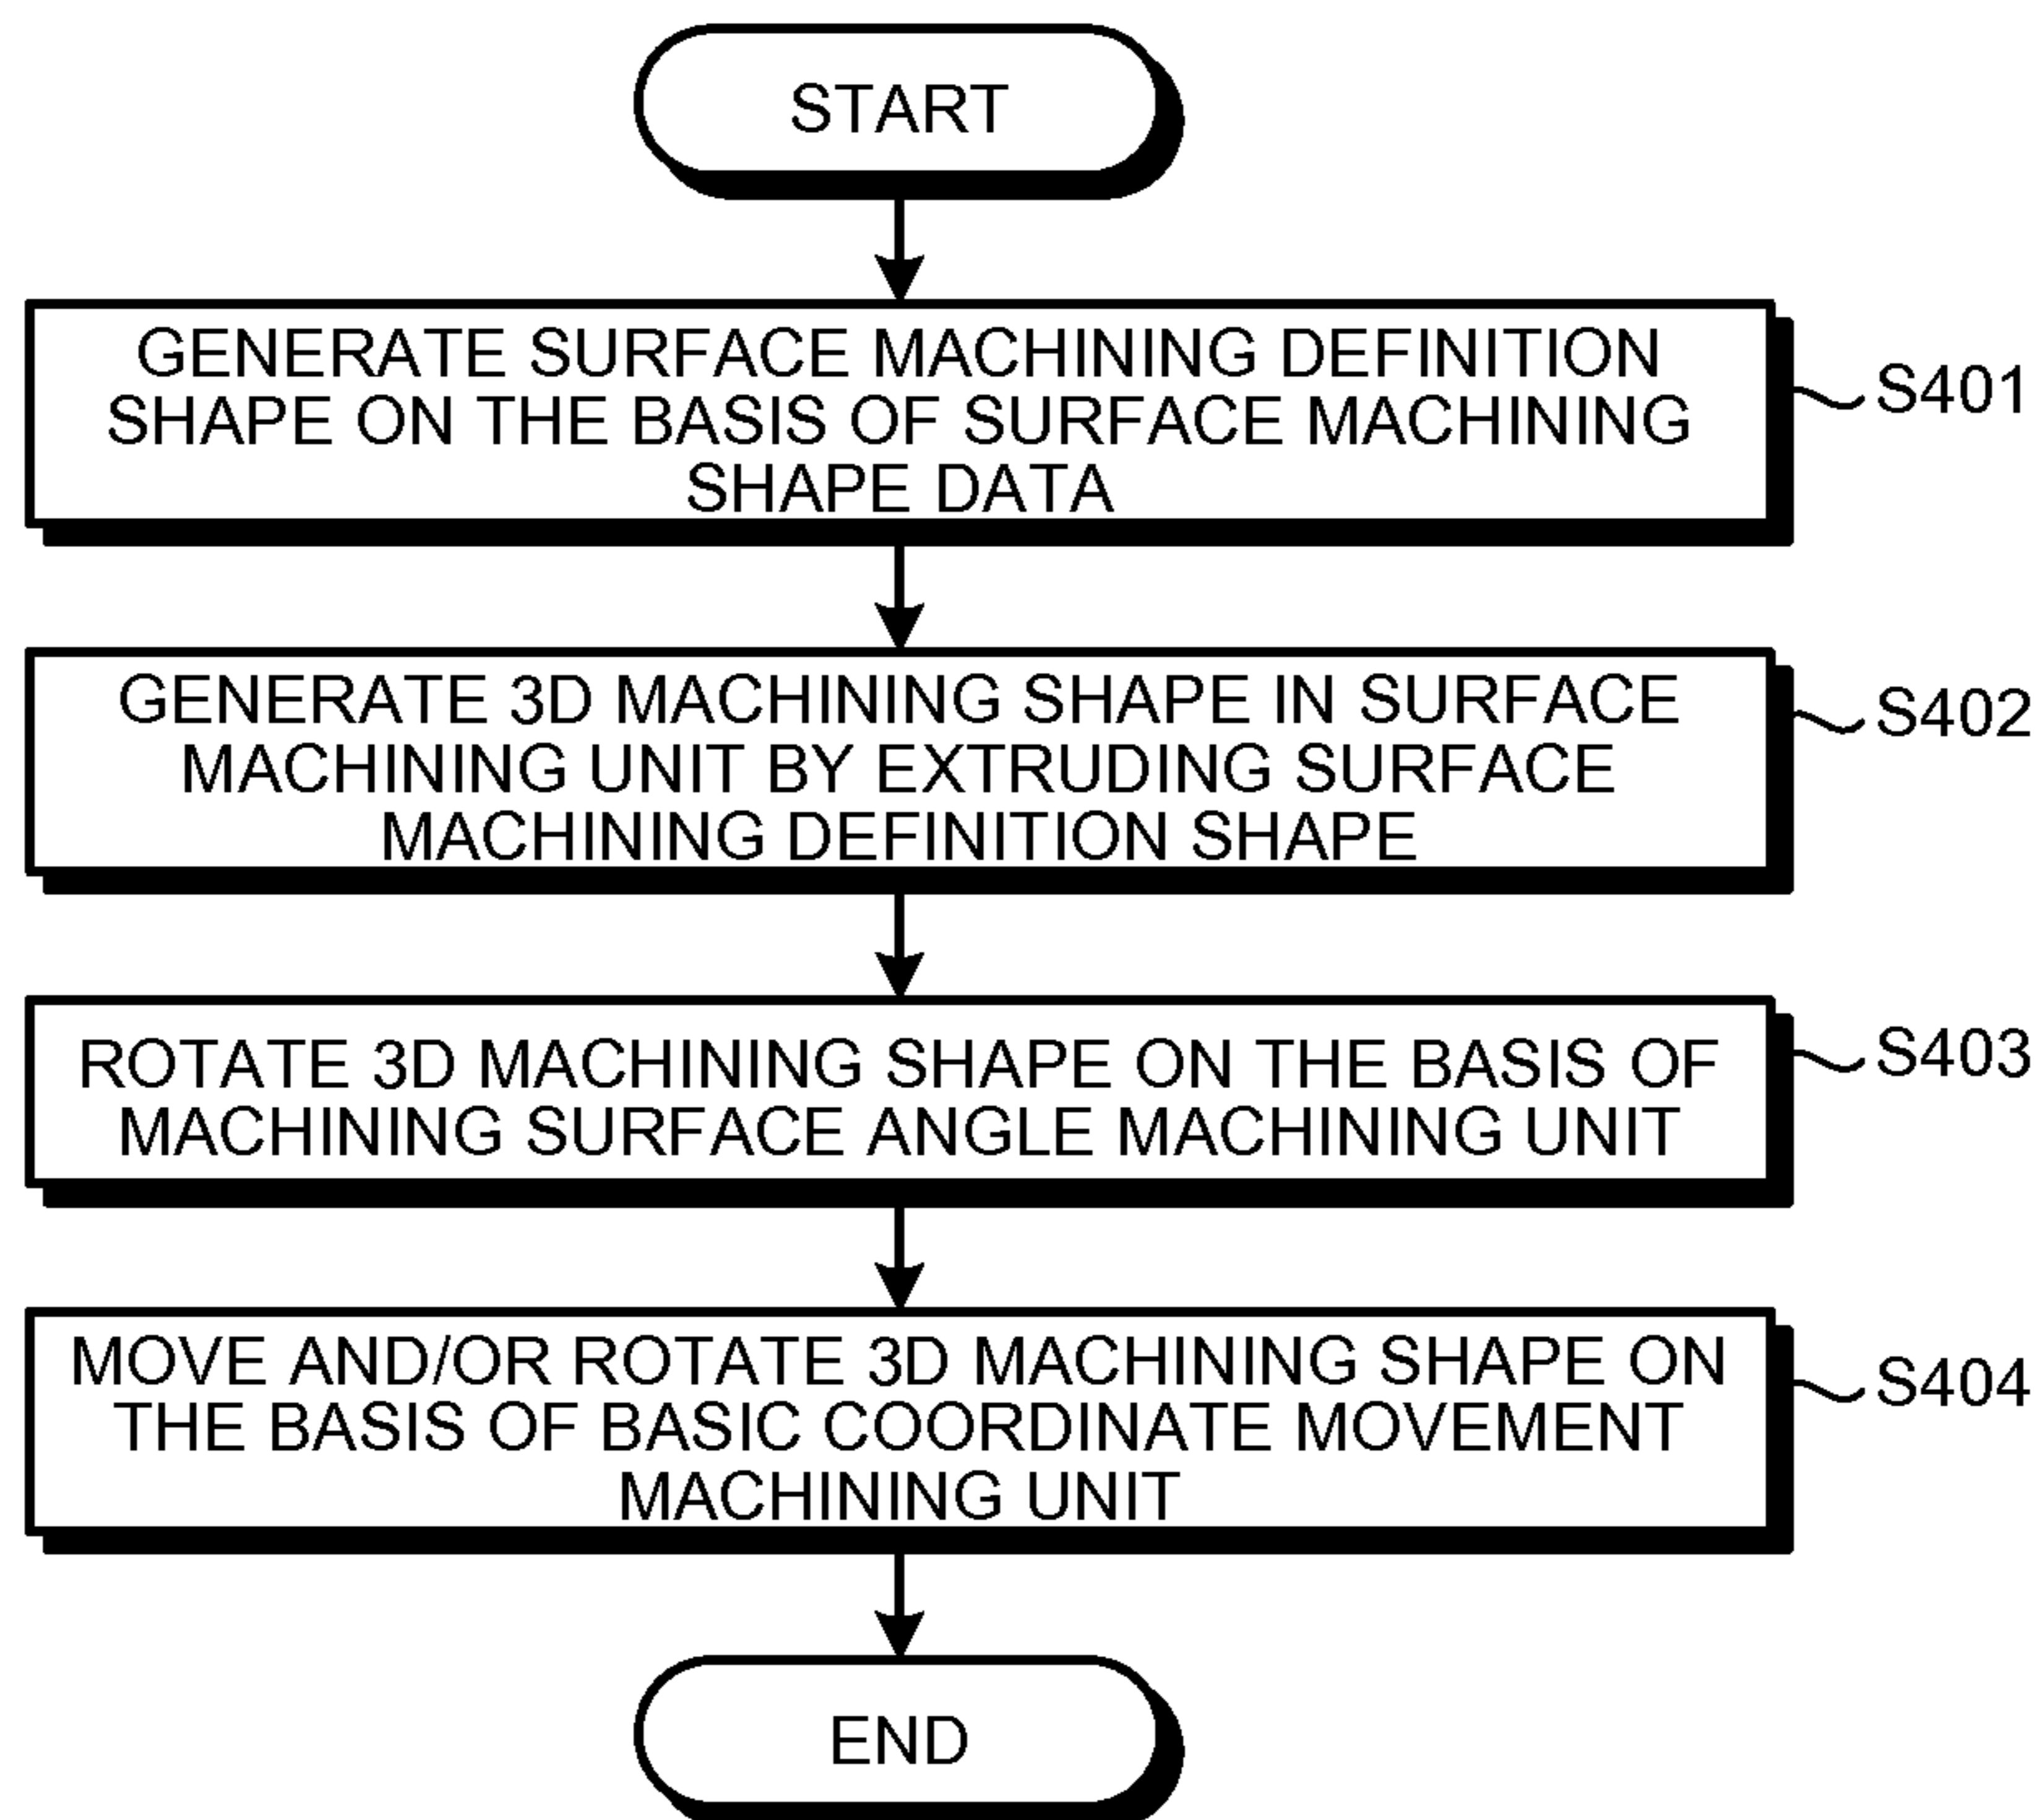 START
GENERATE SURFACE MACHINING DEFINITION
SHAPE ON THE BASIS OF SURFACE MACHINING
SHAPE DATA
S401
GENERATE 3D MACHINING SHAPE IN SURFACE
MACHINING UNIT BY EXTRUDING SURFACE
MACHINING DEFINITION SHAPE
S402
ROTATE 3D MACHINING SHAPE ON THE BASIS OF
MACHINING SURFACE ANGLE MACHINING UNIT
S403
MOVE AND/OR ROTATE 3D MACHINING SHAPE ON
THE BASIS OF BASIC COORDINATE MOVEMENT
MACHINING UNIT
S404
END